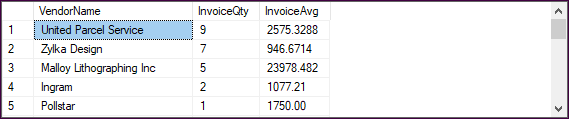 VendorName InvoiceQty InvoiceAvg
1 United Parcel Service 9 2575.3288
2 Zylka Design 7 946.6714
3 Malloy Lithographing Inc 5 23978.482
4 Ingram 2 1077.21
5 Pollstar 1 1750.00